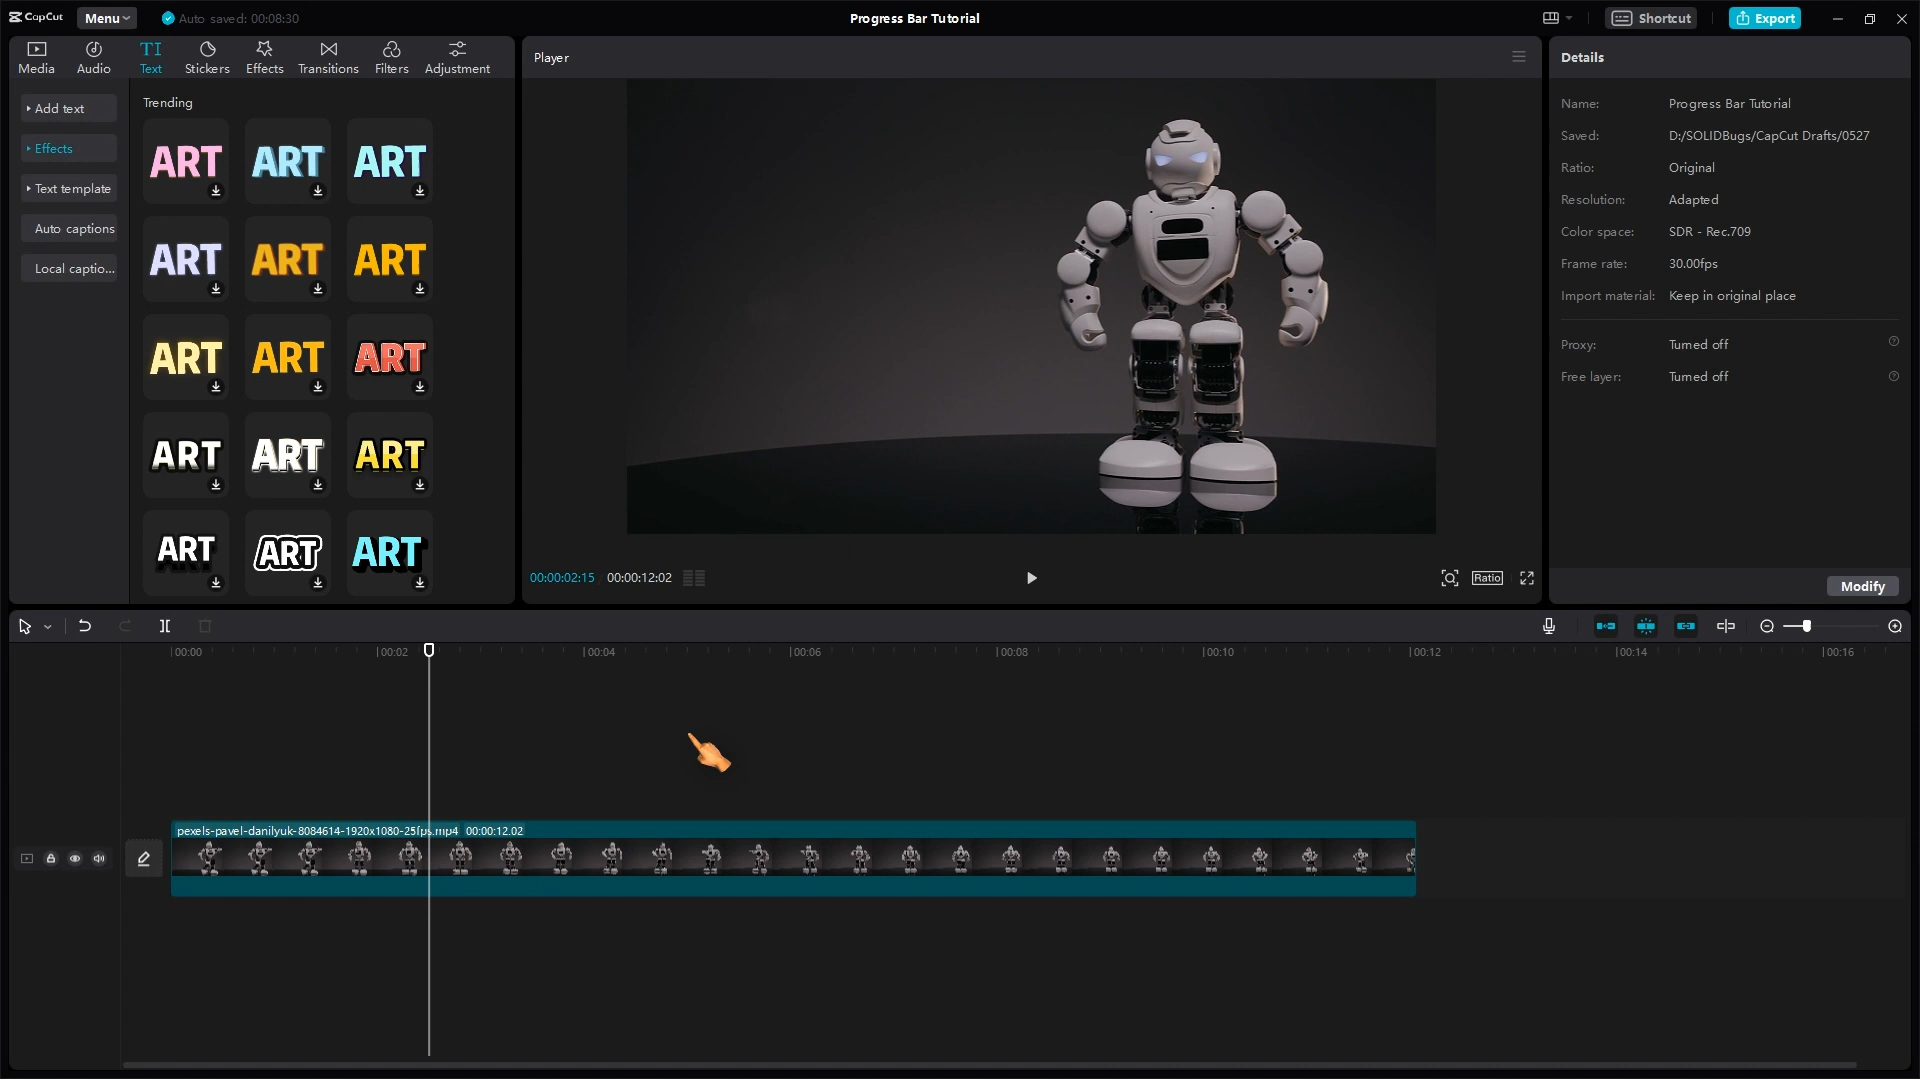 CapCut
Menu
Auto saved: 00:08:30
Progress Bar Tutorial
Shortcut
Export
Media
Audio
TI
Text
Stickers
Effects
Transitions
Filters
Adjustment
Player
Details
Add text
Effects
Text template
Auto captions
Local captio...
Trending
ART ART ART
ART ART ART
ART ART ART
ART ART ART
ART ART ART
Name: Progress Bar Tutorial
Saved: D:/SOLIDBugs/CapCut Drafts/0527
Ratio: Original
Resolution: Adapted
Color space: SDR - Rec.709
Frame rate: 30.00fps
Import material: Keep in original place
Proxy: Turned off
Free layer: Turned off
Modify
00:00:02:15 00:00:12:02
Ratio
00:00 00:02 00:04 00:06 00:08 00:10 00:12 00:14 00:16
pexels-pavel-danilyuk-8084614-1920x1080-25fps.mp4 00:00:12:02